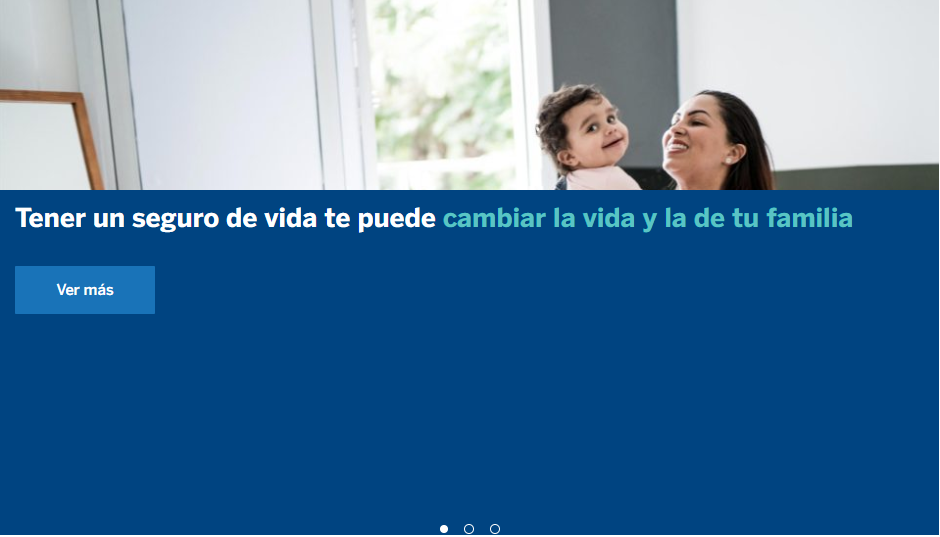 Tener un seguro de vida te puede cambiar la vida y la de tu familia
Ver más